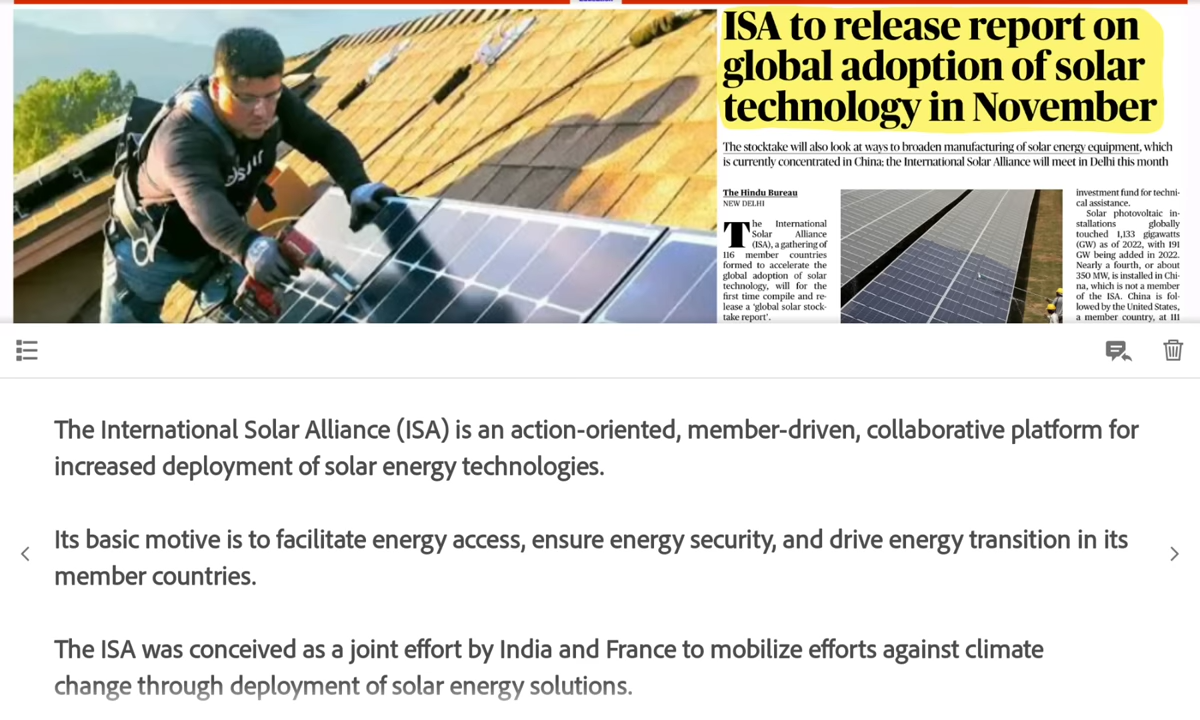 ISA to release report on
global adoption of solar
technology in November
The stocktake will also look at ways to broaden manufacturing of solar energy equipment, which
is currently concentrated in China; the International Solar Alliance will meet in Delhi this month
The Hindu Bureau
NEW DELHI
The International
Solar Alliance
(ISA), a gathering of
116 member countries
formed to accelerate the
global adoption of solar
technology, will for the
first time compile and re-
lease a 'global solar stock-
take report'.
investment fund for techni-
cal assistance.
Solar photovoltaic in-
stallations globally
touched 1,133 gigawatts
(GW) as of 2022, with 191
GW being added in 2022.
Nearly a fourth, or about
350 MW, is installed in Chi-
na, which is not a member
of the ISA. China is fol-
lowed by the United States,
a member country, at 111
The International Solar Alliance (ISA) is an action-oriented, member-driven, collaborative platform for
increased deployment of solar energy technologies.
Its basic motive is to facilitate energy access, ensure energy security, and drive energy transition in its
member countries.
The ISA was conceived as a joint effort by India and France to mobilize efforts against climate
change through deployment of solar energy solutions.